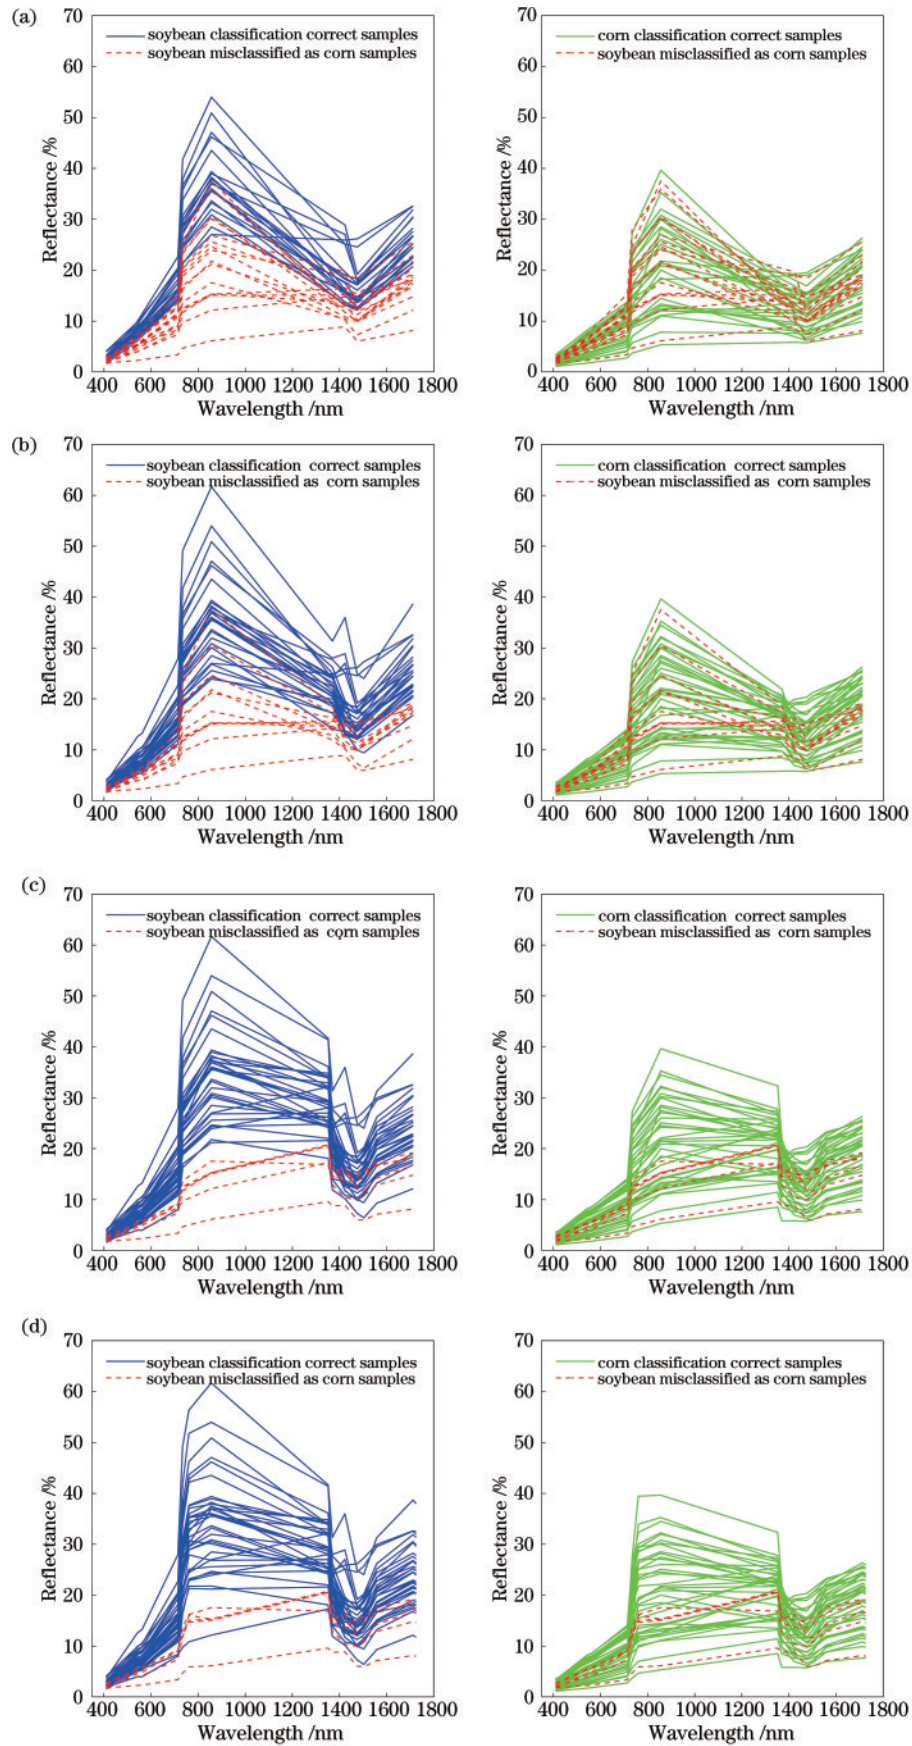 (a)
70
60
50
40
30
20
10
0
Reflectance /%
soybean classification correct samples
soybean misclassified as corn samples
400 600 800 1000 1200 1400 1600 1800
Wavelength /nm
70
60
50
40
30
20
10
0
Reflectance /%
corn classification correct samples
soybean misclassified as corn samples
400 600 800 1000 1200 1400 1600 1800
Wavelength /nm
(b)
70
60
50
40
30
20
10
0
Reflectance /%
soybean classification correct samples
soybean misclassified as corn samples
400 600 800 1000 1200 1400 1600 1800
Wavelength /nm
70
60
50
40
30
20
10
0
Reflectance /%
corn classification correct samples
soybean misclassified as corn samples
400 600 800 1000 1200 1400 1600 1800
Wavelength /nm
(c)
70
60
50
40
30
20
10
0
Reflectance /%
soybean classification correct samples
soybean misclassified as corn samples
400 600 800 1000 1200 1400 1600 1800
Wavelength /nm
70
60
50
40
30
20
10
0
Reflectance /%
corn classification correct samples
soybean misclassified as corn samples
400 600 800 1000 1200 1400 1600 1800
Wavelength /nm
(d)
70
60
50
40
30
20
10
0
Reflectance /%
soybean classification correct samples
soybean misclassified as corn samples
400 600 800 1000 1200 1400 1600 1800
Wavelength /nm
70
60
50
40
30
20
10
0
Reflectance /%
corn classification correct samples
soybean misclassified as corn samples
400 600 800 1000 1200 1400 1600 1800
Wavelength /nm